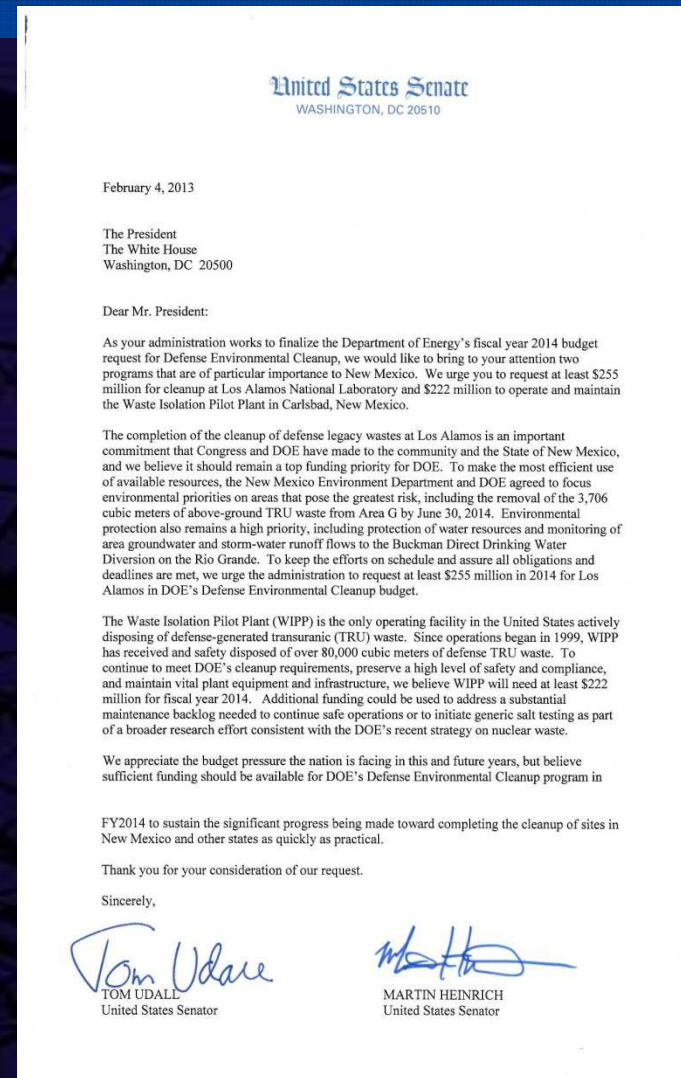 United States Senate
WASHINGTON, DC 20510
February 4, 2013
The President
The White House
Washington, DC 20500
Dear Mr. President:
As your administration works to finalize the Department of Energy's fiscal year 2014 budget
request for Defense Environmental Cleanup, we would like to bring to your attention two
programs that are of particular importance to New Mexico. We urge you to request at least $255
million for cleanup at Los Alamos National Laboratory and $222 million to operate and maintain
the Waste Isolation Pilot Plant in Carlsbad, New Mexico.
The completion of the cleanup of defense legacy wastes at Los Alamos is an important
commitment that Congress and DOE have made to the community and the State of New Mexico,
and we believe it should remain a top funding priority for DOE. To make the most efficient use
of available resources, the New Mexico Environment Department and DOE agreed to focus
environmental priorities on areas that pose the greatest risk, including the removal of the 3,706
cubic meters of above-ground TRU waste from Area G by June 30, 2014. Environmental
protection also remains a high priority, including protection of water resources and monitoring of
area groundwater and storm-water runoff flows to the Buckman Direct Drinking Water
Diversion on the Rio Grande. To keep the efforts on schedule and assure all obligations and
deadlines are met, we urge the administration to request at least $255 million in 2014 for Los
Alamos in DOE's Defense Environmental Cleanup budget.
The Waste Isolation Pilot Plant (WIPP) is the only operating facility in the United States actively
disposing of defense-generated transuranic (TRU) waste. Since operations began in 1999, WIPP
has received and safety disposed of over 80,000 cubic meters of defense TRU waste. To
continue to meet DOE's cleanup requirements, preserve a high level of safety and compliance,
and maintain vital plant equipment and infrastructure, we believe WIPP will need at least $222
million for fiscal year 2014. Additional funding could be used to address a substantial
maintenance backlog needed to continue safe operations or to initiate generic salt testing as part
of a broader research effort consistent with the DOE's recent strategy on nuclear waste.
We appreciate the budget pressure the nation is facing in this and future years, but believe
sufficient funding should be available for DOE's Defense Environmental Cleanup program in
FY2014 to sustain the significant progress being made toward completing the cleanup of sites in
New Mexico and other states as quickly as practical.
Thank you for your consideration of our request.
Sincerely,
Tom Udall
TOM UDALL
United States Senator
MARTIN HEINRICH
United States Senator